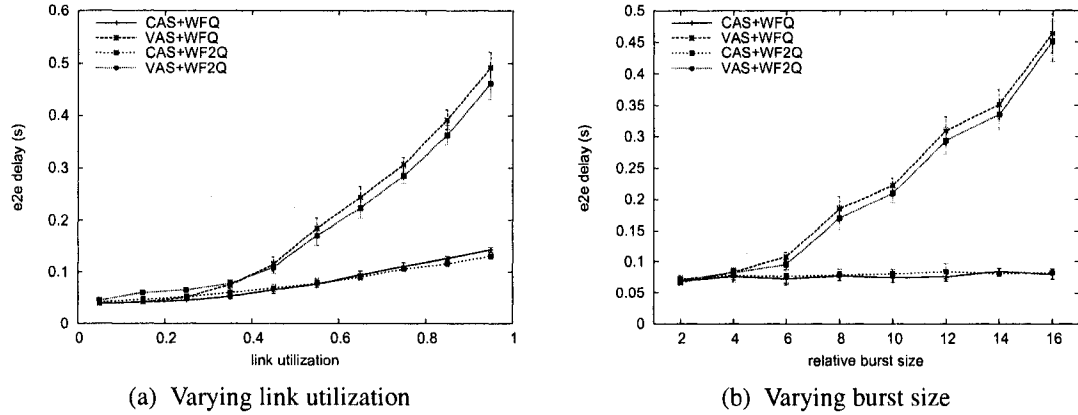 0.6
0.5
0.4
0.3
0.2
0.1
0
e2e delay (s)
CAS+WFQ
VAS+WFQ
CAS+WF2Q
VAS+WF2Q
0 0.2 0.4 0.6 0.8 1
link utilization
(a) Varying link utilization
0.5
0.45
0.4
0.35
0.3
0.25
0.2
0.15
0.1
0.05
0
e2e delay (s)
CAS+WFQ
VAS+WFQ
CAS+WF2Q
VAS+WF2Q
2 4 6 8 10 12 14 16
relative burst size
(b) Varying burst size